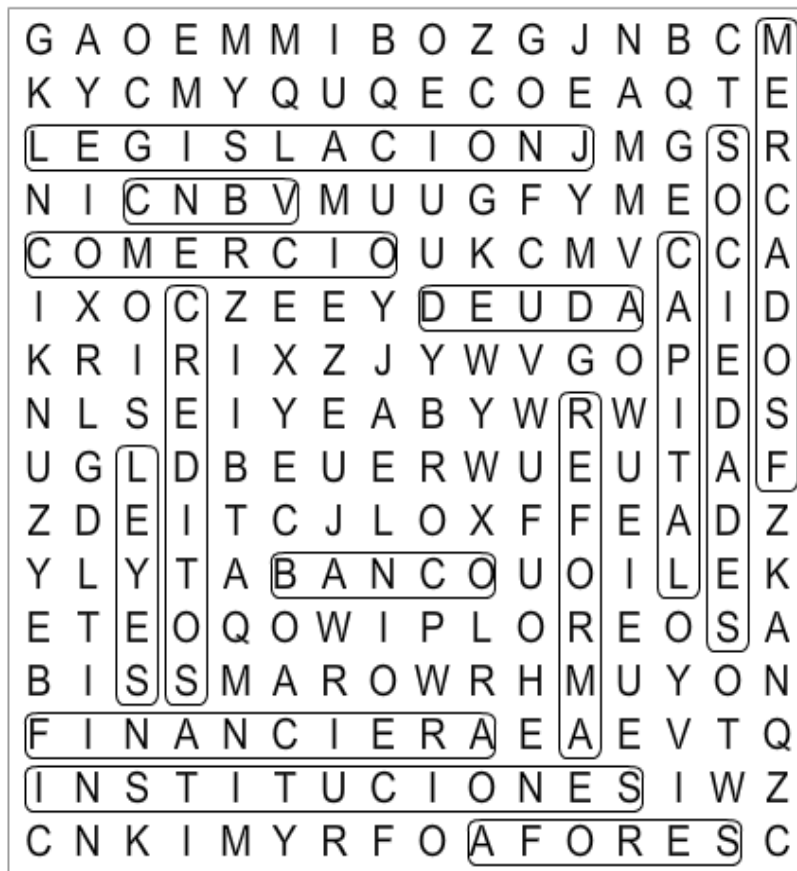 G A O E M M I B O Z G J N B C M
K Y C M Y Q U Q E C O E A Q T E
L E G I S L A C I O N J M G S R
N I C N B V M U U G F Y M E O C
C O M E R C I O U K C M V C C A
I X O C Z E E Y D E U D A A I D
K R I R I X Z J Y W V G O P E O
N L S E I Y E A B Y W R W I D S
U G L D B E U E R W U E U T A F
Z D E I T C J L O X F F E A D Z
Y L Y T A B A N C O U O I L E K
E T E O Q O W I P L O R E O S A
B I S S M A R O W R H M U Y O N
F I N A N C I E R A E A E V T Q
I N S T I T U C I O N E S I W Z
C N K I M Y R F O A F O R E S C